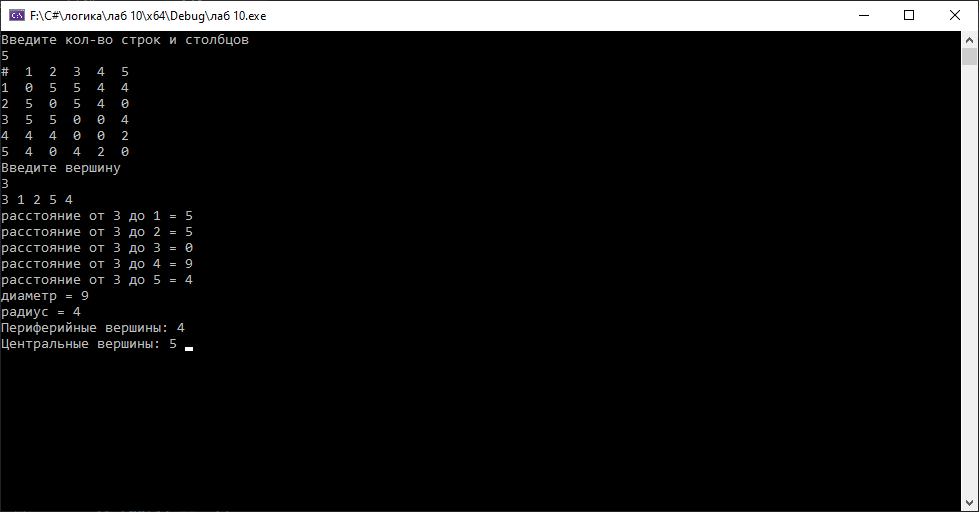 F:\C#\логика\лаб 10\x64\Debug\лаб 10.exe
Введите кол-во строк и столбцов
5
#  1  2  3  4  5
1  0  5  5  4  4
2  5  0  5  4  0
3  5  5  0  0  4
4  4  4  0  0  2
5  4  0  4  2  0
Введите вершину
3
3 1 2 5 4
расстояние от 3 до 1 = 5
расстояние от 3 до 2 = 5
расстояние от 3 до 3 = 0
расстояние от 3 до 4 = 9
расстояние от 3 до 5 = 4
диаметр = 9
радиус = 4
Периферийные вершины: 4
Центральные вершины: 5